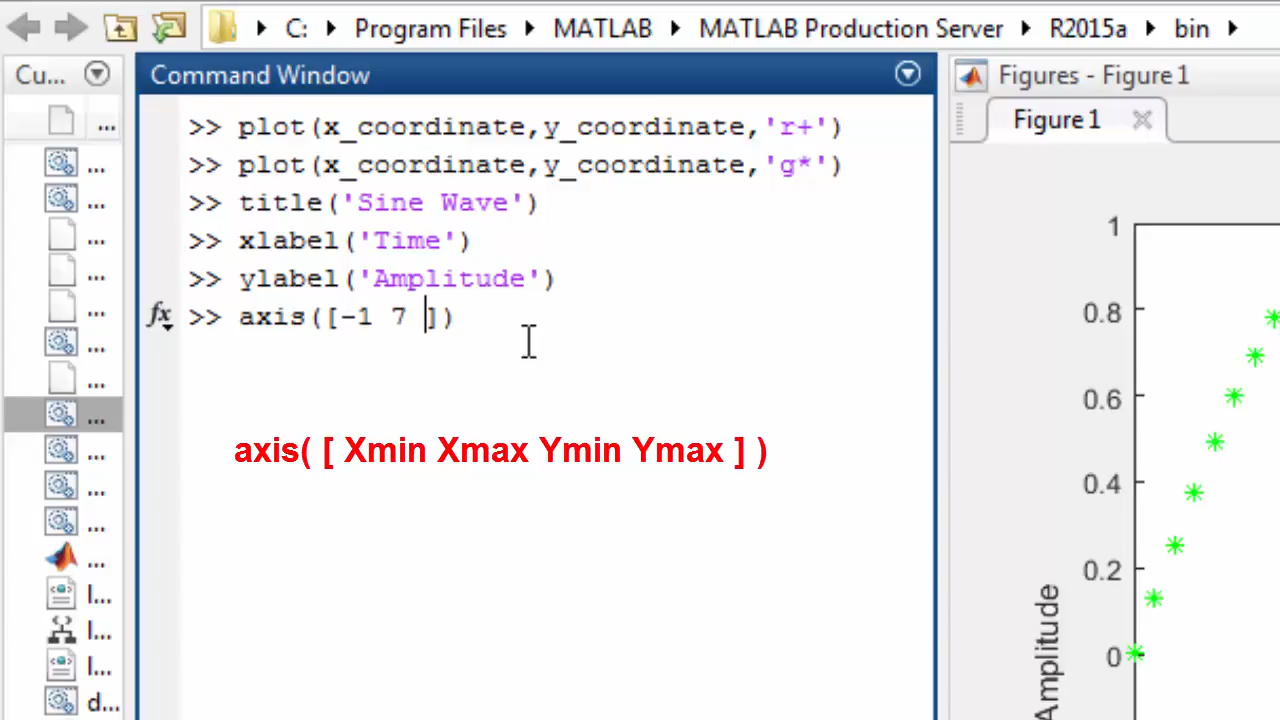 C: Program Files MATLAB MATLAB Production Server R2015a bin
Cu... Command Window Figures - Figure 1
Figure 1
>> plot(x_coordinate,y_coordinate,'r+')
>> plot(x_coordinate,y_coordinate,'g*')
>> title('Sine Wave')
>> xlabel('Time')
>> ylabel('Amplitude')
fx >> axis([-1 7 ])
axis( [ Xmin Xmax Ymin Ymax ] )
...
...
...
...
...
...
...
...
...
...
...
...
...
l...
l...
l...
d...
1
0.8
0.6
0.4
0.2
0
Amplitude